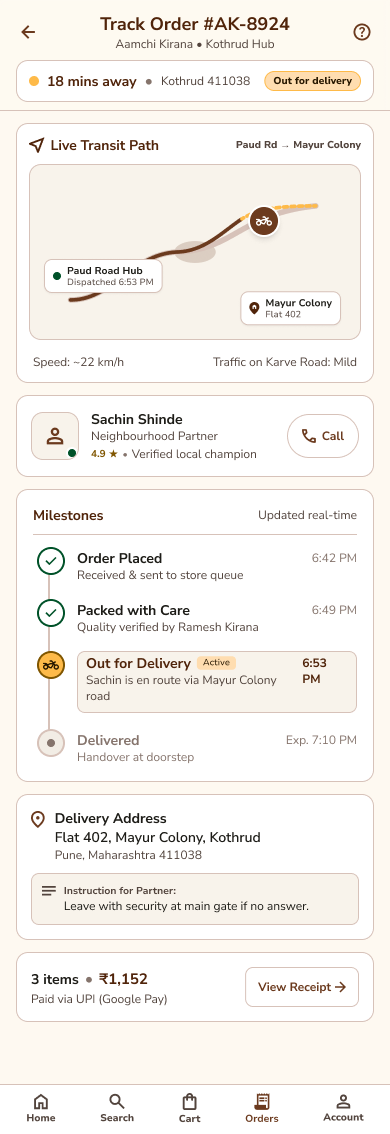 Track Order #AK-8924
Aamchi Kirana • Kothrud Hub
18 mins away • Kothrud 411038 Out for delivery
Live Transit Path Paud Rd → Mayur Colony
Paud Road Hub
Dispatched 6:53 PM
Mayur Colony
Flat 402
Speed: ~22 km/h Traffic on Karve Road: Mild
Sachin Shinde
Neighbourhood Partner
4.9 ★ • Verified local champion
Call
Milestones Updated real-time
Order Placed 6:42 PM
Received & sent to store queue
Packed with Care 6:49 PM
Quality verified by Ramesh Kirana
Out for Delivery Active 6:53
PM
Sachin is en route via Mayur Colony
road
Delivered Exp. 7:10 PM
Handover at doorstep
Delivery Address
Flat 402, Mayur Colony, Kothrud
Pune, Maharashtra 411038
Instruction for Partner:
Leave with security at main gate if no answer.
3 items • ₹1,152
Paid via UPI (Google Pay)
View Receipt →
Home Search Cart Orders Account